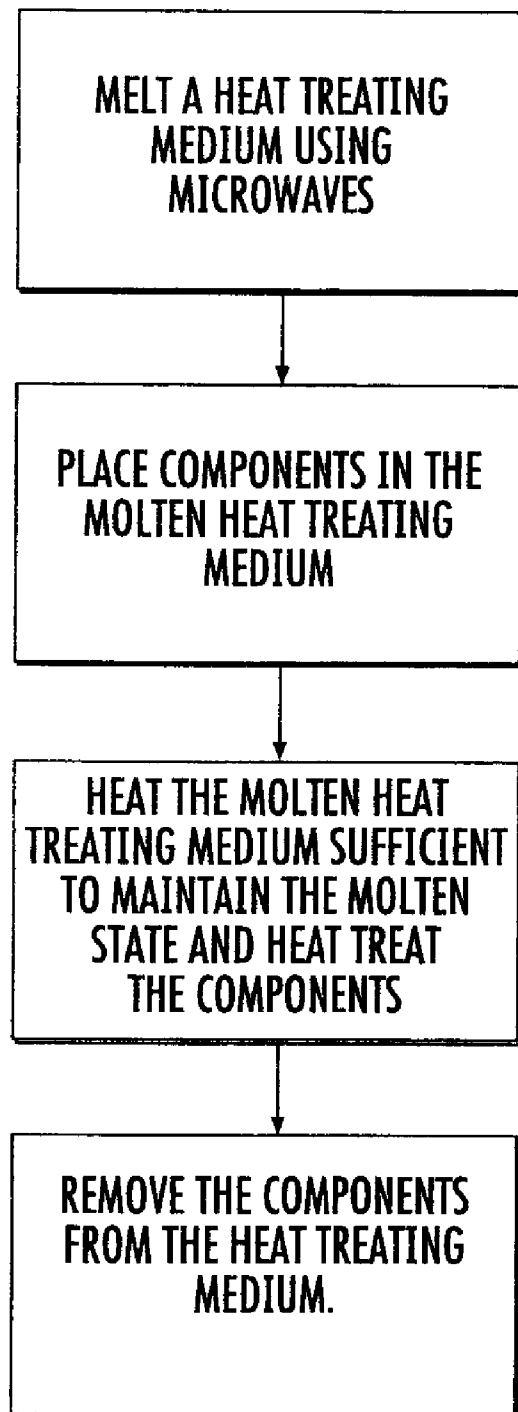 MELT A HEAT TREATING
MEDIUM USING
MICROWAVES
PLACE COMPONENTS IN THE
MOLTEN HEAT TREATING
MEDIUM
HEAT THE MOLTEN HEAT
TREATING MEDIUM SUFFICIENT
TO MAINTAIN THE MOLTEN
STATE AND HEAT TREAT
THE COMPONENTS
REMOVE THE COMPONENTS
FROM THE HEAT TREATING
MEDIUM.